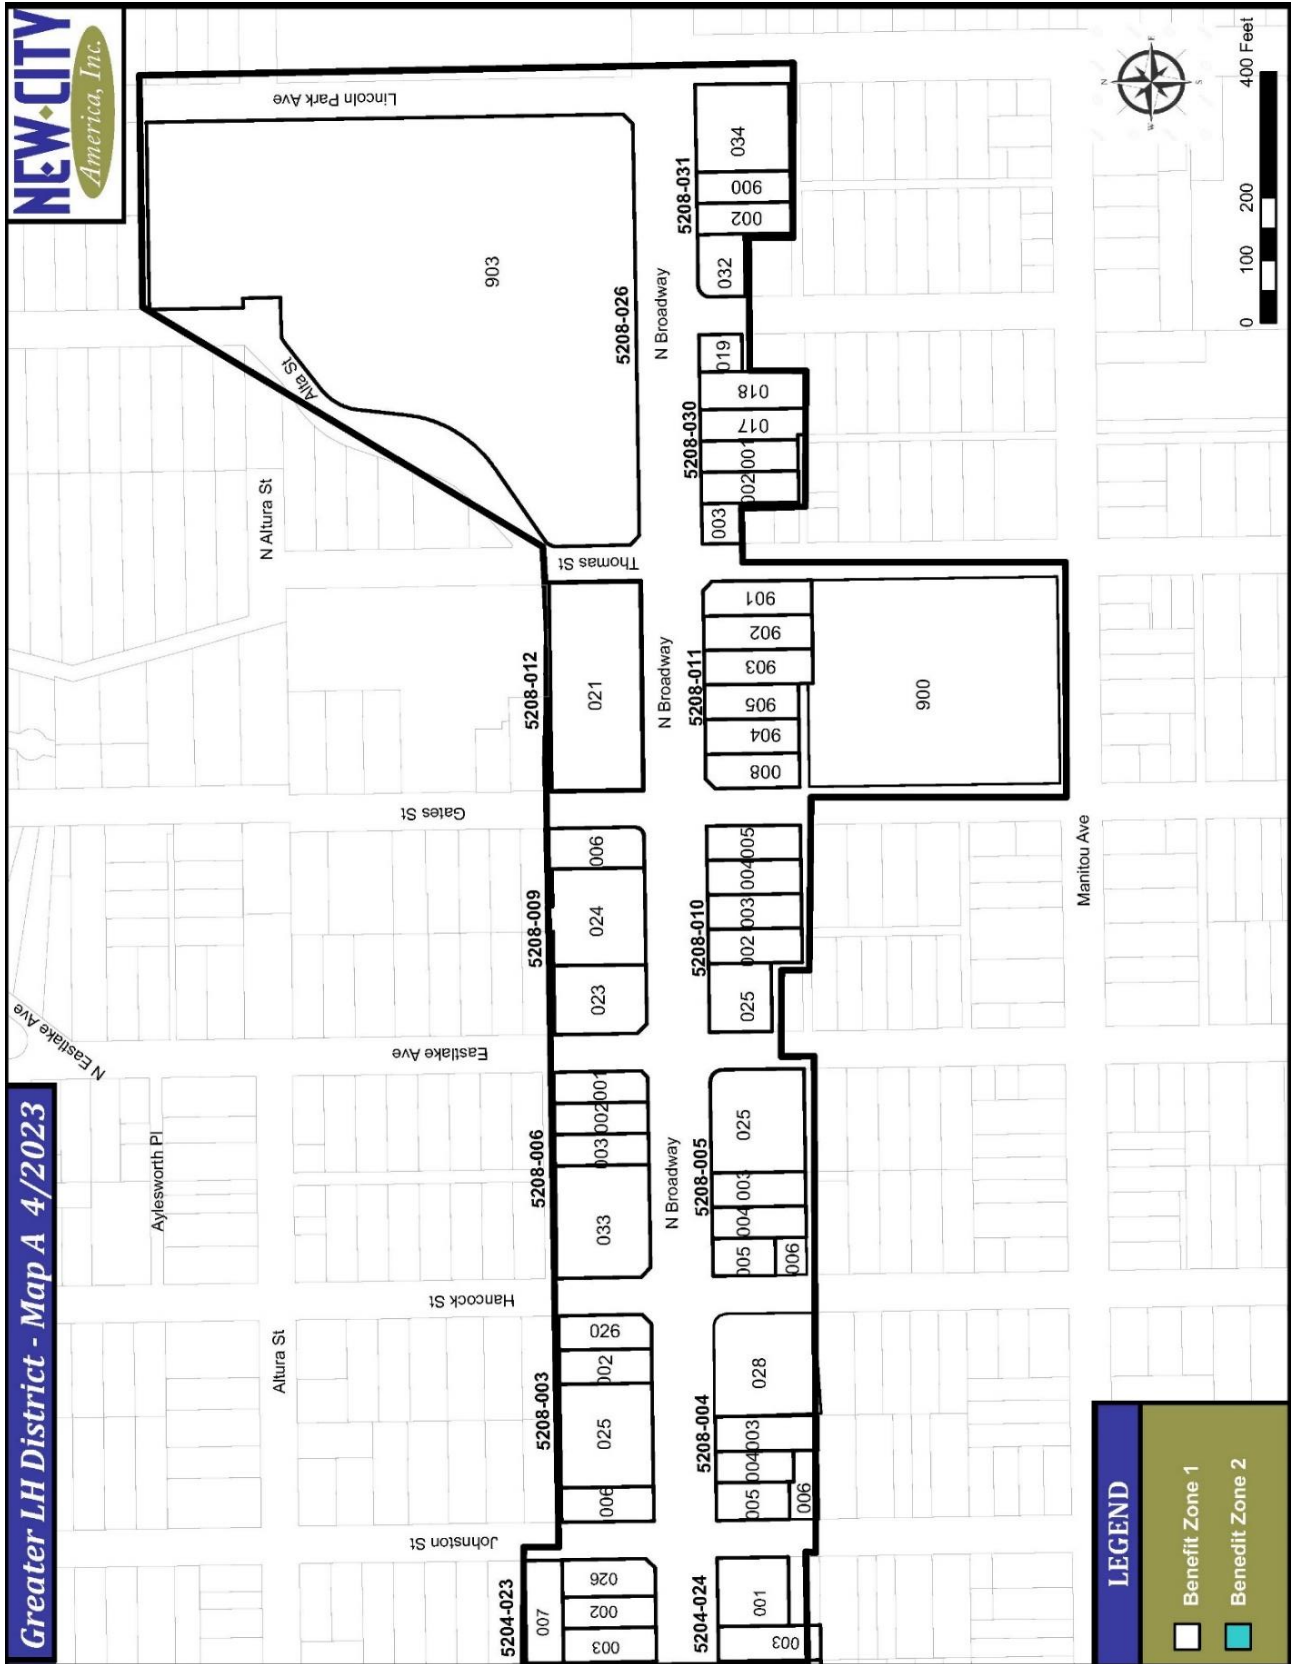 Greater LH District - Map A 4/2023
NEW CITY
America, Inc.
N Eastlake Ave
Aylesworth Pl
Altura St
N Altura St
Alta St
Lincoln Park Ave
Johnston St
Hancock St
Eastlake Ave
Gates St
Thomas St
5204-023
007
003
002
026
5208-003
006
025
002
026
5208-006
033
003
002
001
5208-009
023
024
006
5208-012
021
5208-026
903
N Broadway
N Broadway
N Broadway
5204-024
003
001
5208-004
005
006
004
003
028
5208-005
005
006
004
003
025
5208-010
025
002
003
004
005
5208-011
008
904
905
903
902
901
900
5208-030
003
002
001
017
018
019
5208-031
032
002
900
034
Manitou Ave
LEGEND
Benefit Zone 1
Benedit Zone 2
N
E
S
W
0 100 200 400 Feet